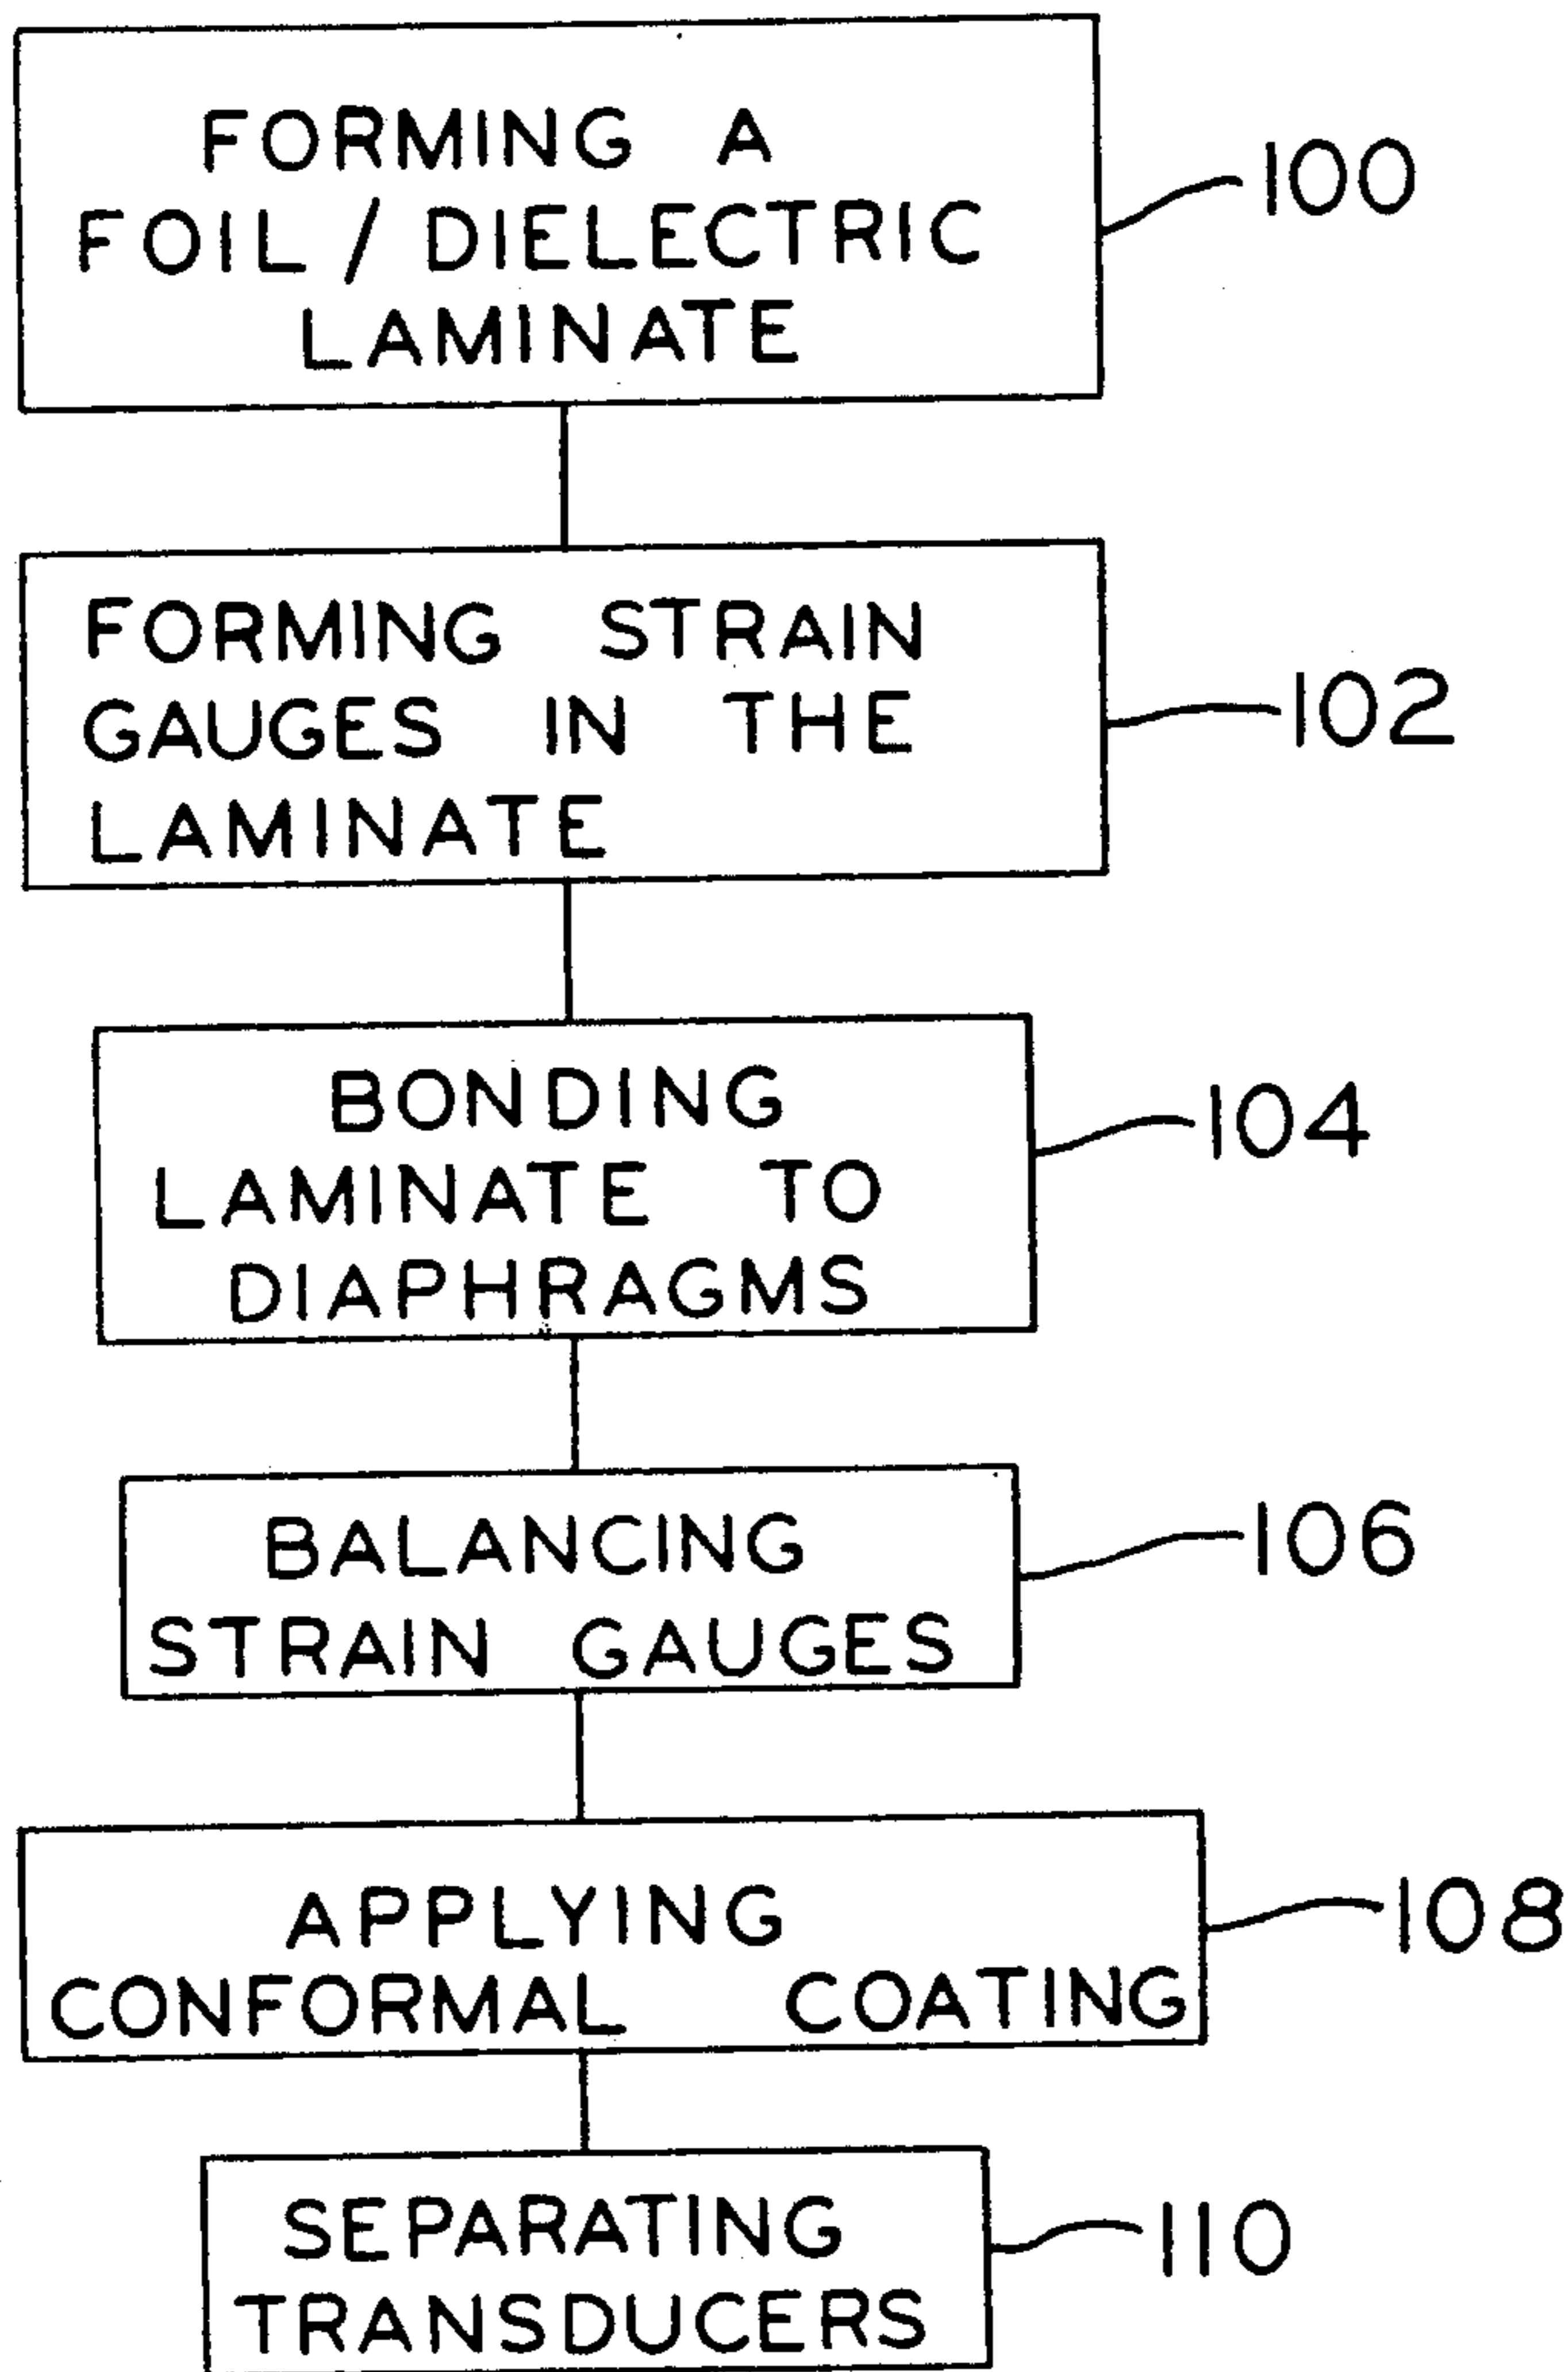 FORMING A
FOIL / DIELECTRIC
LAMINATE
100
FORMING STRAIN
GAUGES IN THE
LAMINATE
102
BONDING
LAMINATE TO
DIAPHRAGMS
104
BALANCING
STRAIN GAUGES
106
APPLYING
CONFORMAL COATING
108
SEPARATING
TRANSDUCERS
110